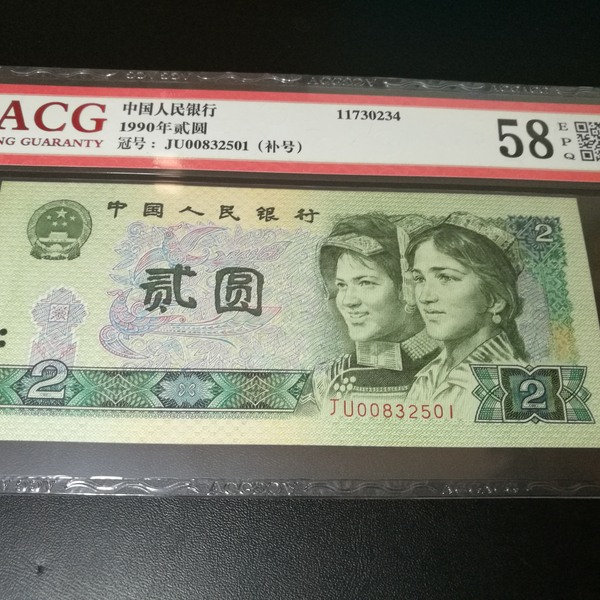 ACG
NG GUARANTY
中国人民银行
1990年贰圆
冠号： JU00832501（补号）
11730234
58 EPQ
中国人民银行
贰圆
2
2
JU00832501
2